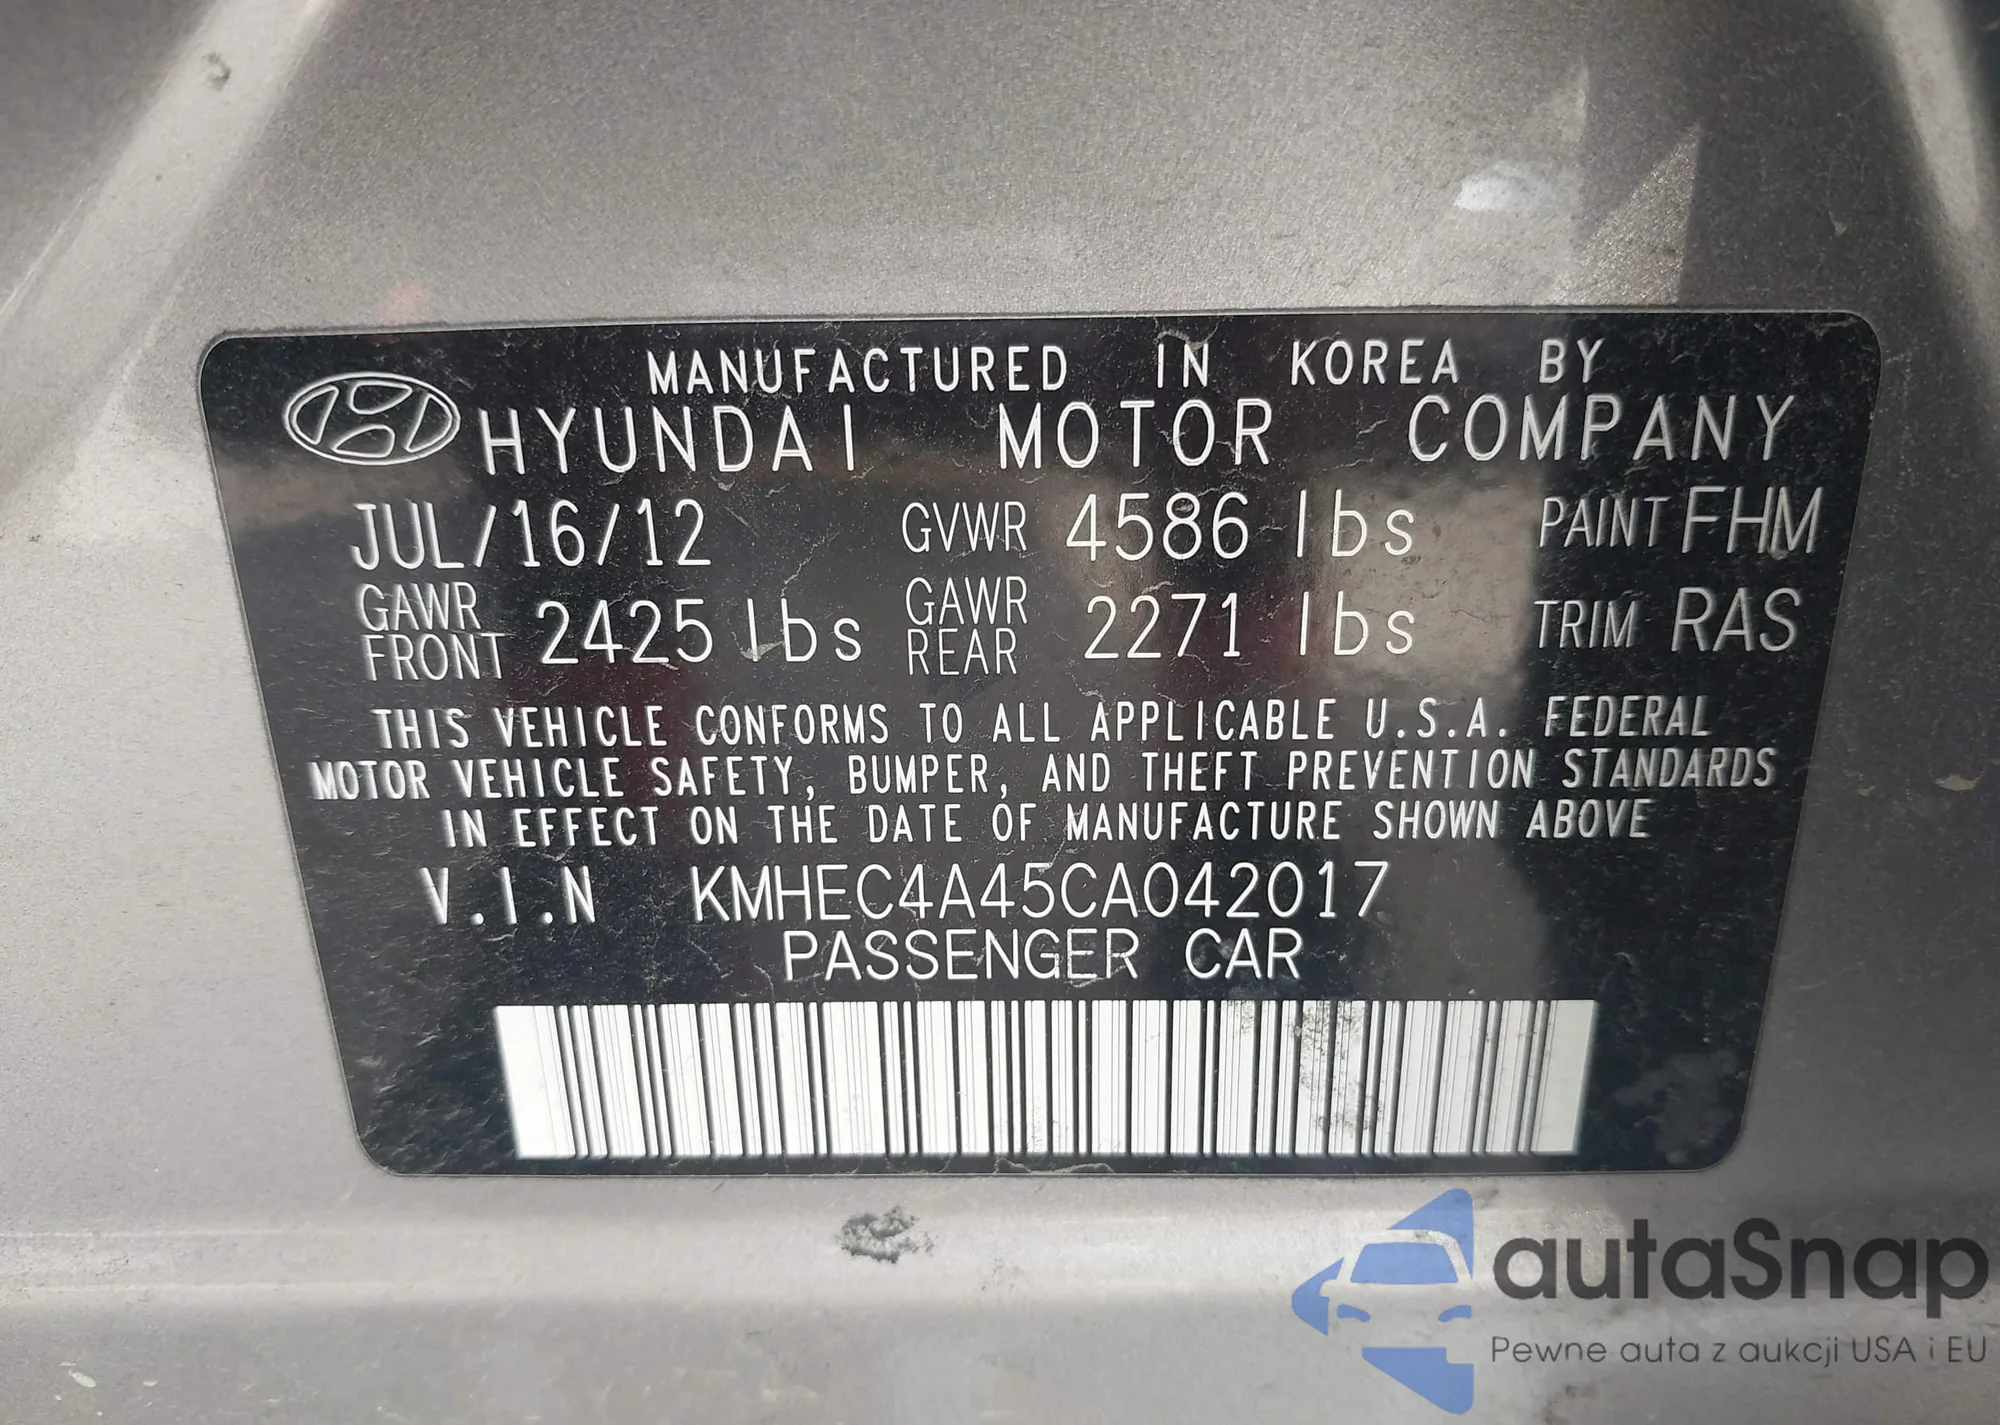 MANUFACTURED IN KOREA BY
HYUNDAI MOTOR COMPANY
JUL/16/12 GVWR 4586 lbs PAINT FHM
GAWR FRONT 2425 lbs GAWR REAR 2271 lbs TRIM RAS
THIS VEHICLE CONFORMS TO ALL APPLICABLE U.S.A. FEDERAL
MOTOR VEHICLE SAFETY, BUMPER, AND THEFT PREVENTION STANDARDS
IN EFFECT ON THE DATE OF MANUFACTURE SHOWN ABOVE
V.I.N KMHEC4A45CA042017
PASSENGER CAR
autaSnap
Pewne auta z aukcji USA i EU